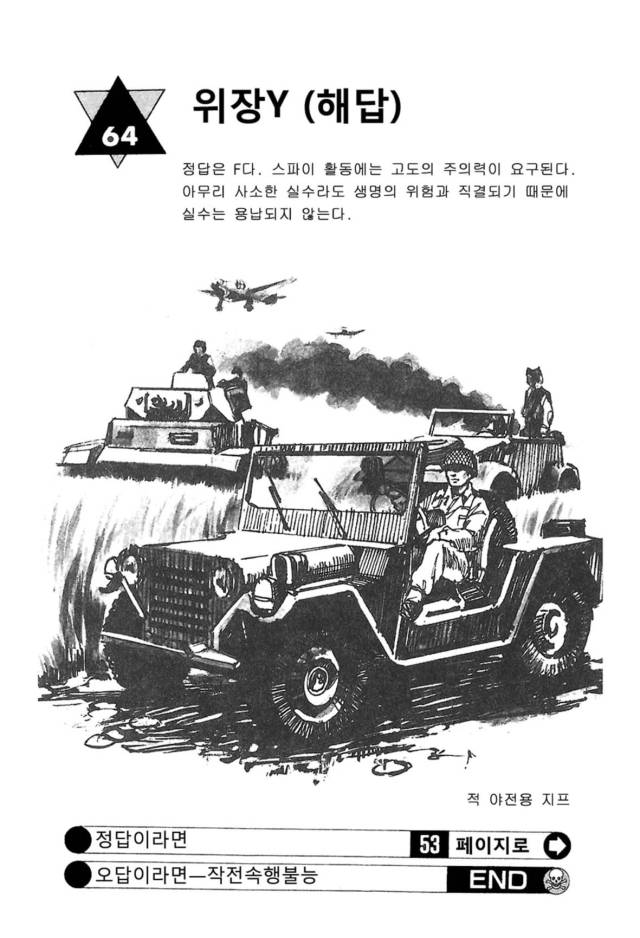 64
위장Y (해답)
정답은 F다. 스파이 활동에는 고도의 주의력이 요구된다.
아무리 사소한 실수라도 생명의 위험과 직결되기 때문에
실수는 용납되지 않는다.
적 야전용 지프
정답이라면 53 페이지로
오답이라면—작전속행불능 END